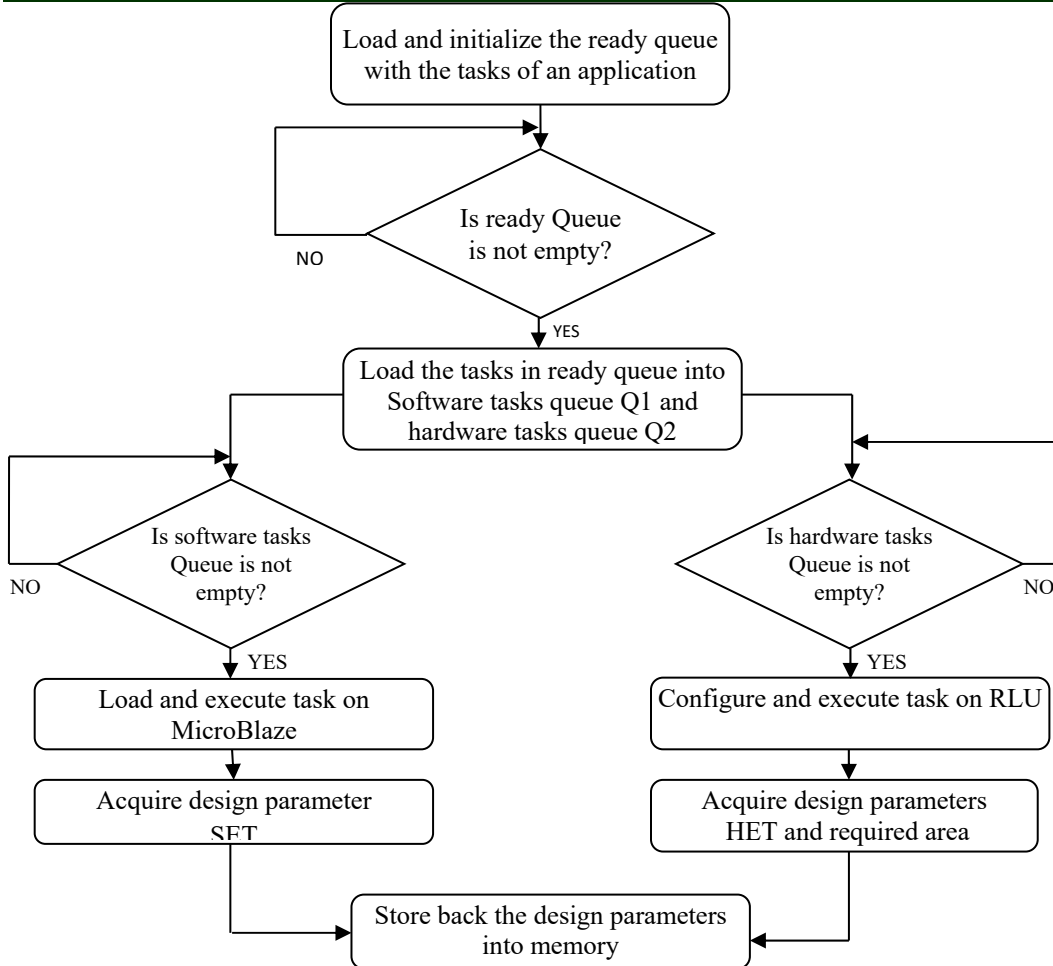 Load and initialize the ready queue
with the tasks of an application
Is ready Queue
is not empty?
NO
YES
Load the tasks in ready queue into
Software tasks queue Q1 and
hardware tasks queue Q2
Is software tasks
Queue is not
empty?
NO
YES
Load and execute task on
MicroBlaze
Acquire design parameter
SET
Is hardware tasks
Queue is not
empty?
NO
YES
Configure and execute task on RLU
Acquire design parameters
HET and required area
Store back the design parameters
into memory